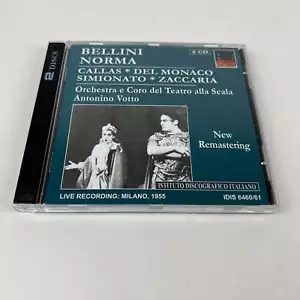 2 DISCS
BELLINI
NORMA
2 CD
CALLAS * DEL MONACO
SIMIONATO * ZACCARIA
Orchestra e Coro del Teatro alla Scala
Antonino Votto
New
Remastering
ISTITUTO DISCOGRAFICO ITALIANO
LIVE RECORDING: MILANO, 1955
IDIS 6460/61